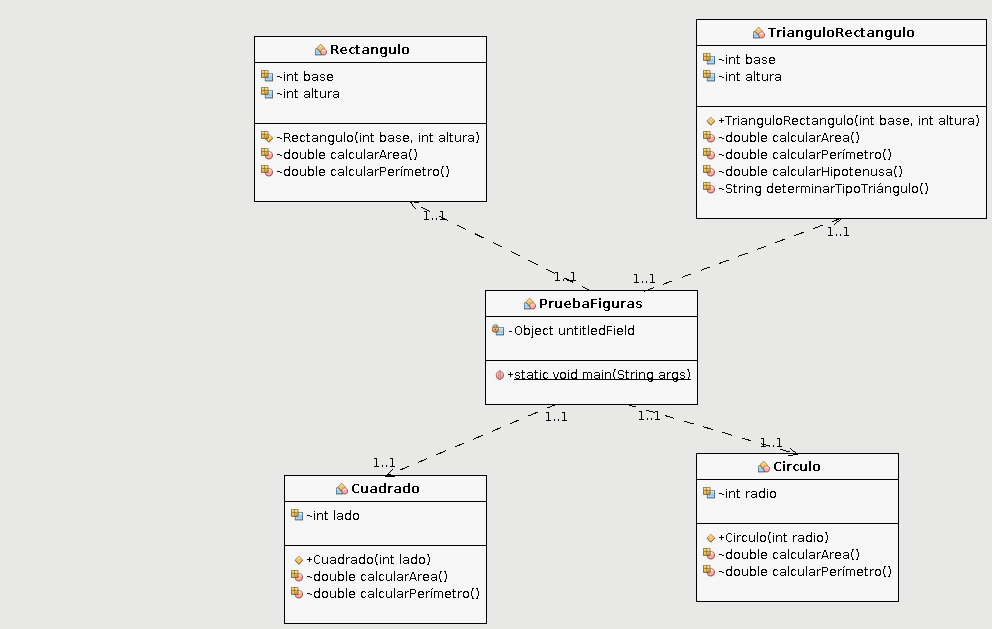 Rectangulo
~int base
~int altura
~Rectangulo(int base, int altura)
~double calcularArea()
~double calcularPerímetro()
TrianguloRectangulo
~int base
~int altura
+TrianguloRectangulo(int base, int altura)
~double calcularArea()
~double calcularPerímetro()
~double calcularHipotenusa()
~String determinarTipoTriángulo()
1..1
1..1
1..1
1..1
PruebaFiguras
-Object untitledField
+static void main(String args)
1..1
1..1
1..1
1..1
Cuadrado
~int lado
+Cuadrado(int lado)
~double calcularArea()
~double calcularPerímetro()
Circulo
~int radio
+Circulo(int radio)
~double calcularArea()
~double calcularPerímetro()